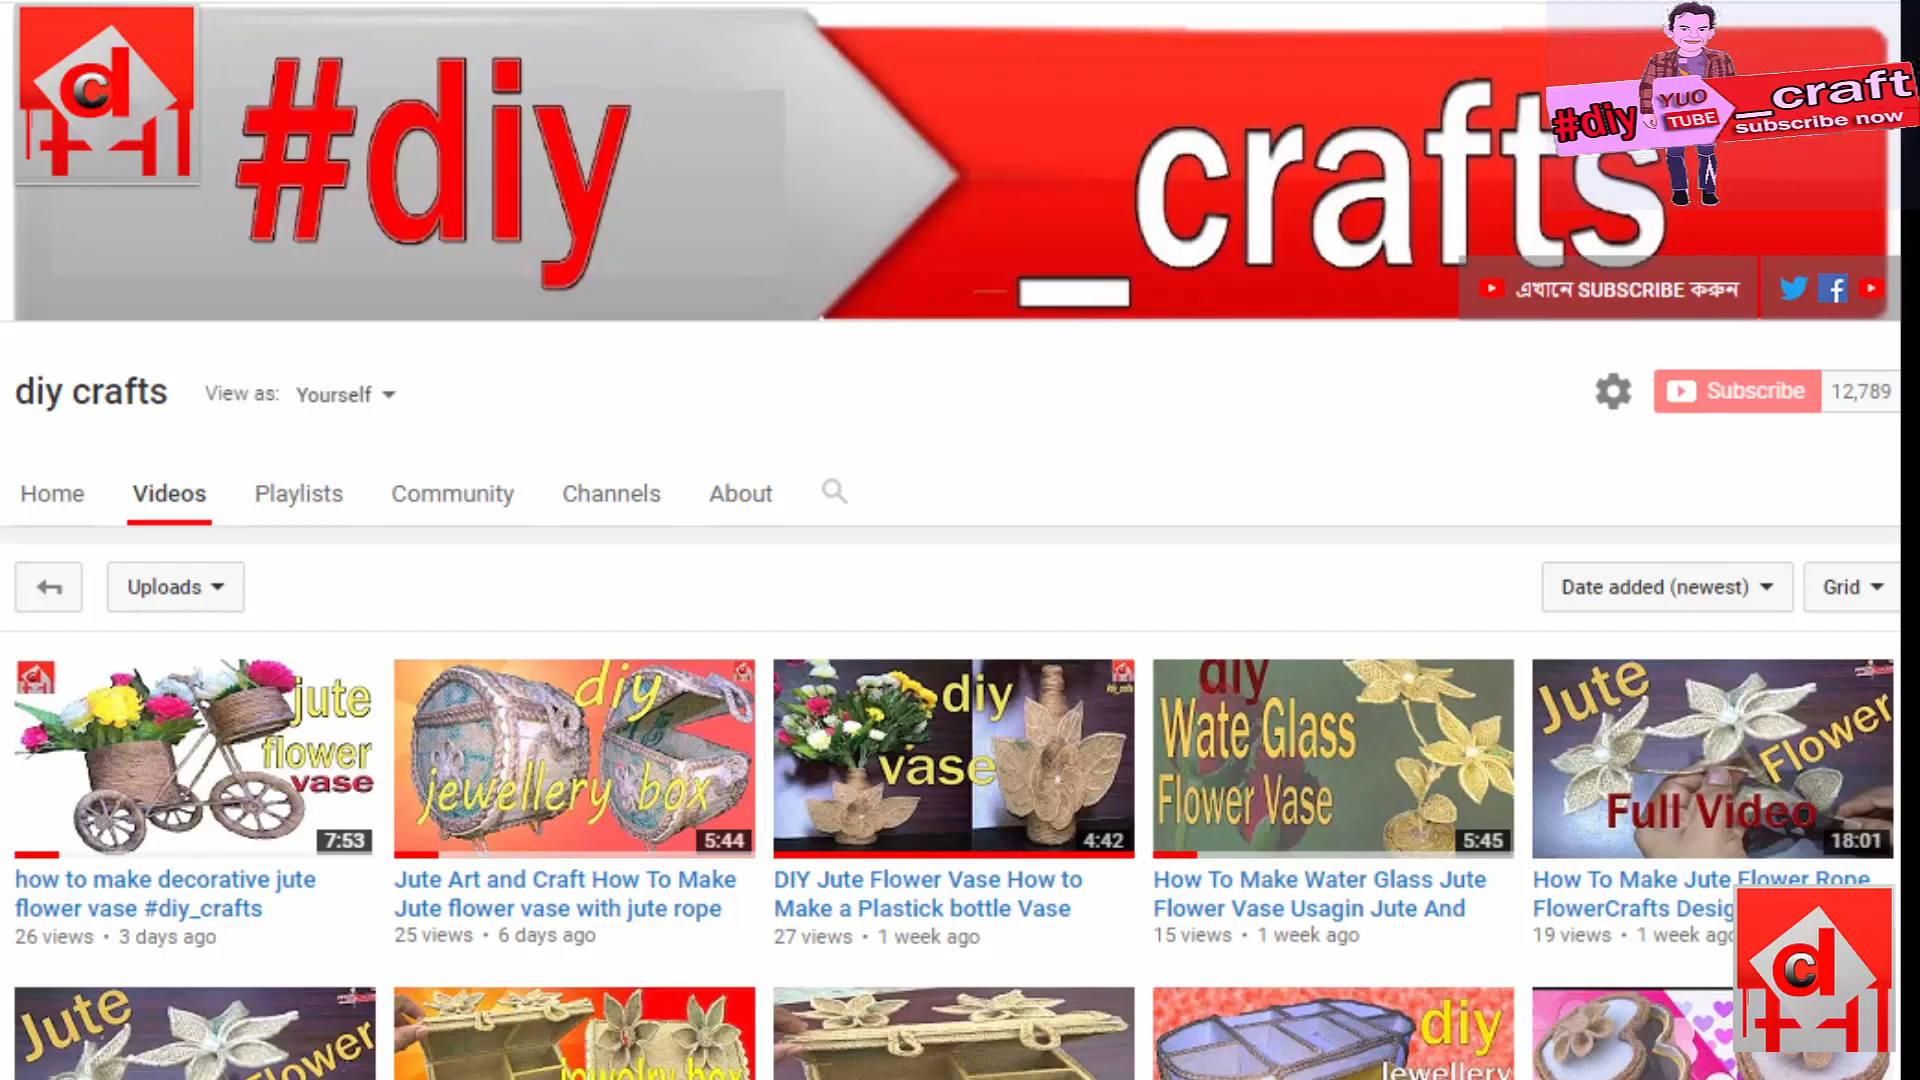 #diy
_crafts
#diy YUO TUBE _craft
subscribe now
এখানে SUBSCRIBE করুন
diy crafts
View as: Yourself
Subscribe 12,789
Home Videos Playlists Community Channels About
Uploads
Date added (newest)
Grid
jute
flower
vase
7:53
diy
jewellery box
5:44
diy
vase
4:42
diy
Wate Glass
Flower Vase
5:45
Jute
Flower
Full Video
18:01
how to make decorative jute
flower vase #diy_crafts
26 views • 3 days ago
Jute Art and Craft How To Make
Jute flower vase with jute rope
25 views • 6 days ago
DIY Jute Flower Vase How to
Make a Plastick bottle Vase
27 views • 1 week ago
How To Make Water Glass Jute
Flower Vase Usagin Jute And
15 views • 1 week ago
How To Make Jute Flower Rope
FlowerCrafts Desig
19 views • 1 week ago
Jute
Flower
jewelry box
diy
Jewellery